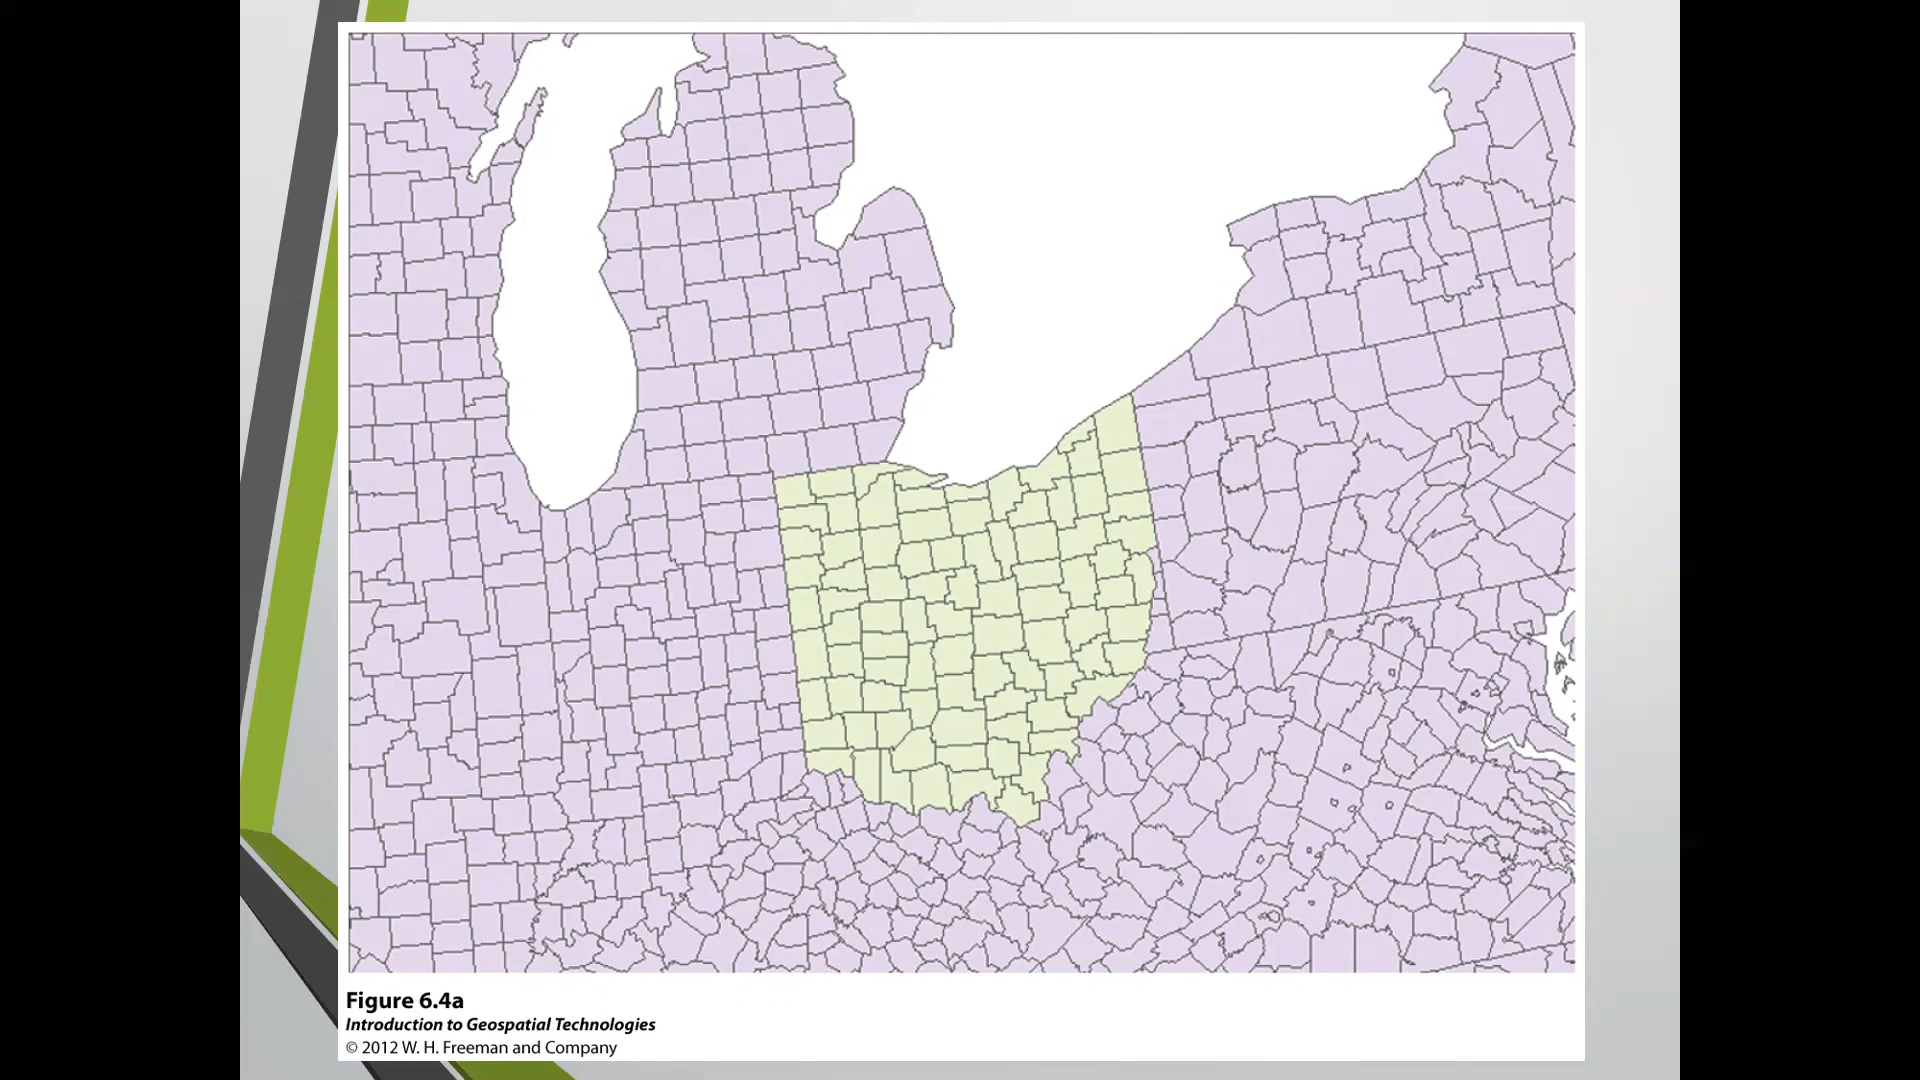 Figure 6.4a
Introduction to Geospatial Technologies
© 2012 W. H. Freeman and Company